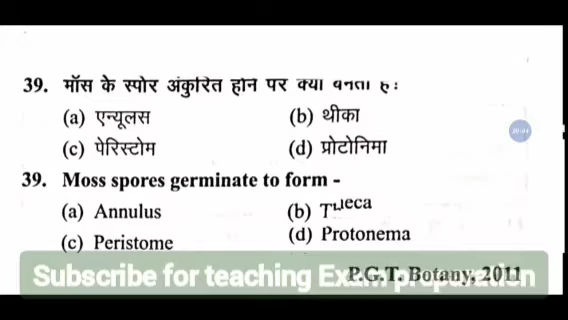 39. मॉस के स्पोर अंकुरित होने पर क्या बनता है:
(a) एन्यूलस (b) थीका
(c) पेरिस्टोम (d) प्रोटोनिमा
39. Moss spores germinate to form -
(a) Annulus (b) Theca
(c) Peristome (d) Protonema
P.G.T. Botany, 2011
Subscribe for teaching Exam preparation